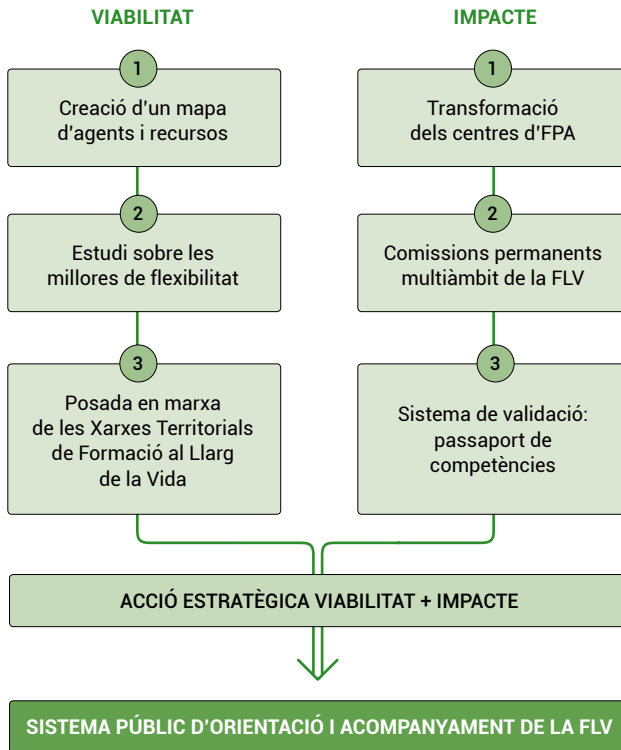 VIABILITAT
1
Creació d'un mapa
d'agents i recursos
2
Estudi sobre les
millores de flexibilitat
3
Posada en marxa
de les Xarxes Territorials
de Formació al Llarg
de la Vida
IMPACTE
1
Transformació
dels centres d'FPA
2
Comissions permanents
multiàmbit de la FLV
3
Sistema de validació:
passaport de
competències
ACCIÓ ESTRATÈGICA VIABILITAT + IMPACTE
SISTEMA PÚBLIC D'ORIENTACIÓ I ACOMPANYAMENT DE LA FLV